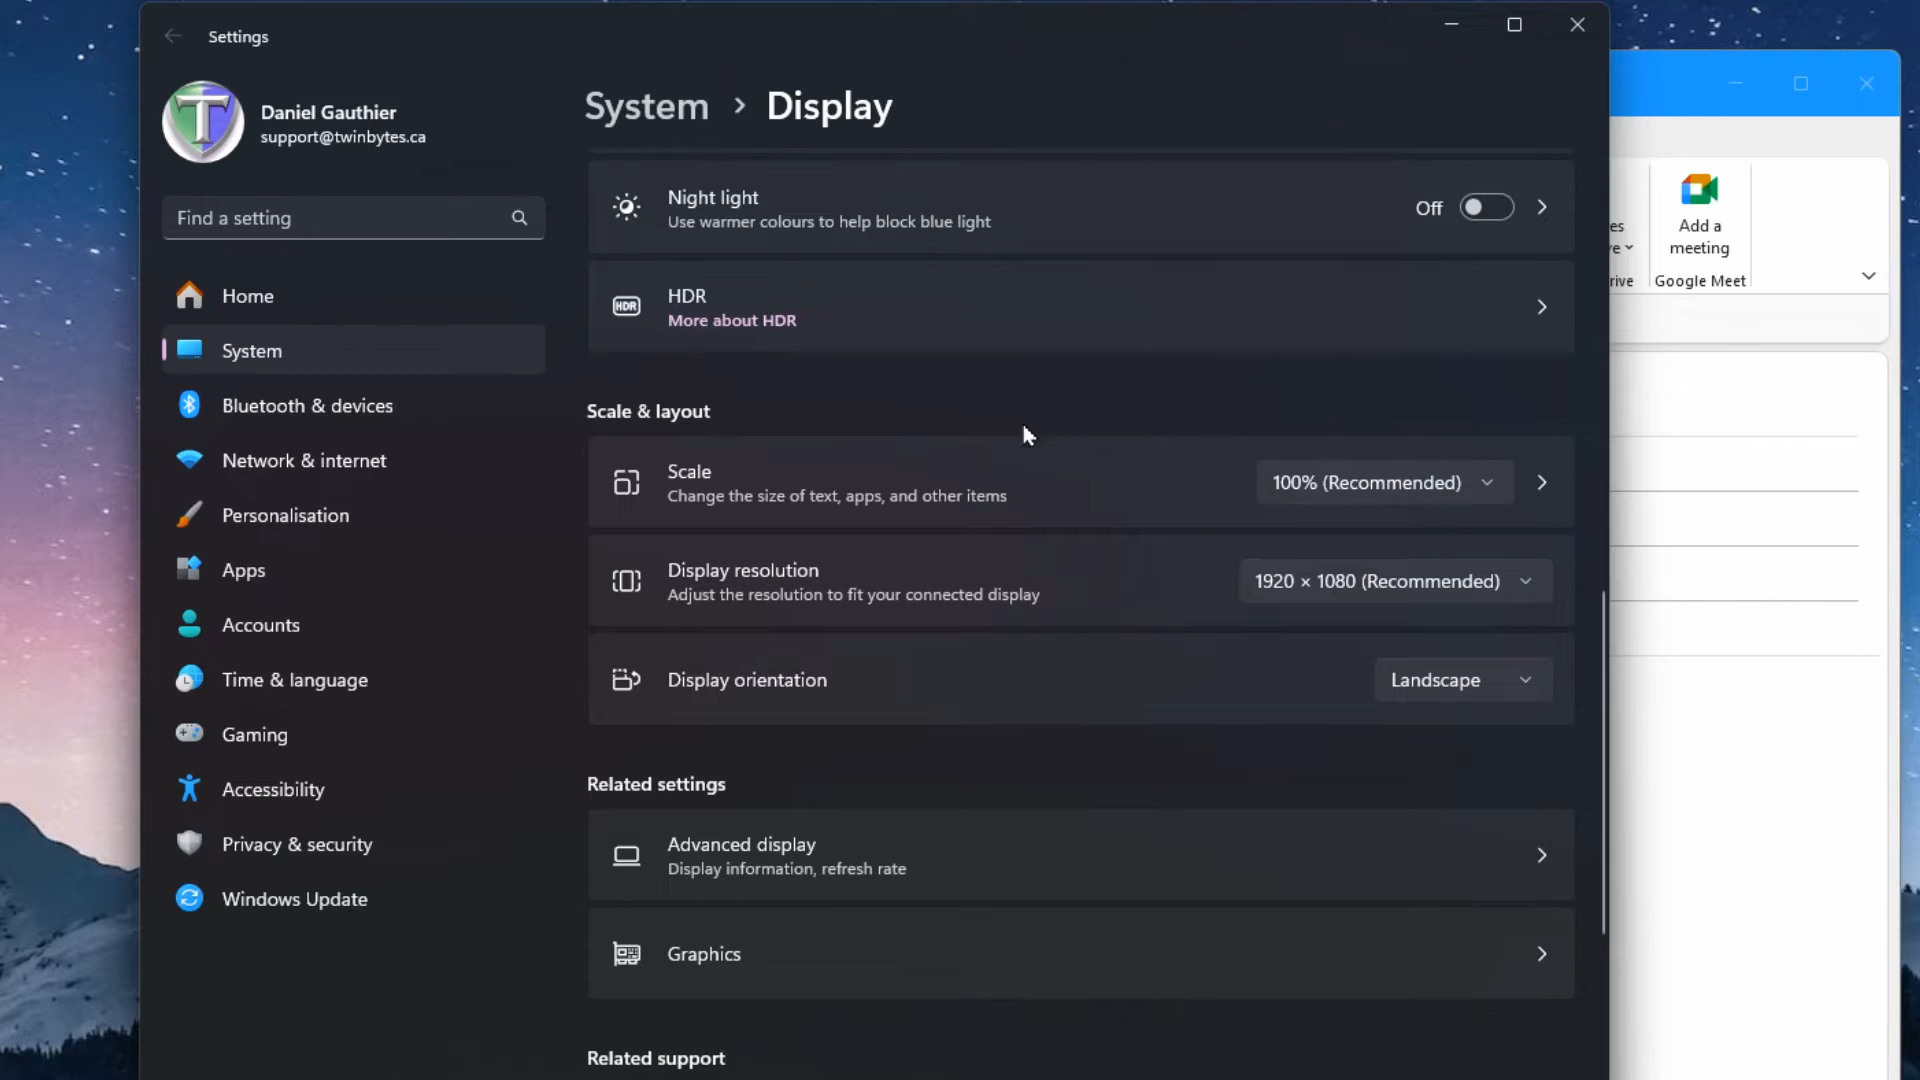 Settings
Daniel Gauthier
support@twinbytes.ca
Find a setting
Home
System
Bluetooth & devices
Network & internet
Personalisation
Apps
Accounts
Time & language
Gaming
Accessibility
Privacy & security
Windows Update
System > Display
Night light
Use warmer colours to help block blue light
Off
HDR
HDR
More about HDR
Scale & layout
Scale
Change the size of text, apps, and other items
100% (Recommended)
Display resolution
Adjust the resolution to fit your connected display
1920 × 1080 (Recommended)
Display orientation
Landscape
Related settings
Advanced display
Display information, refresh rate
Graphics
Related support
Add a
meeting
Google Meet